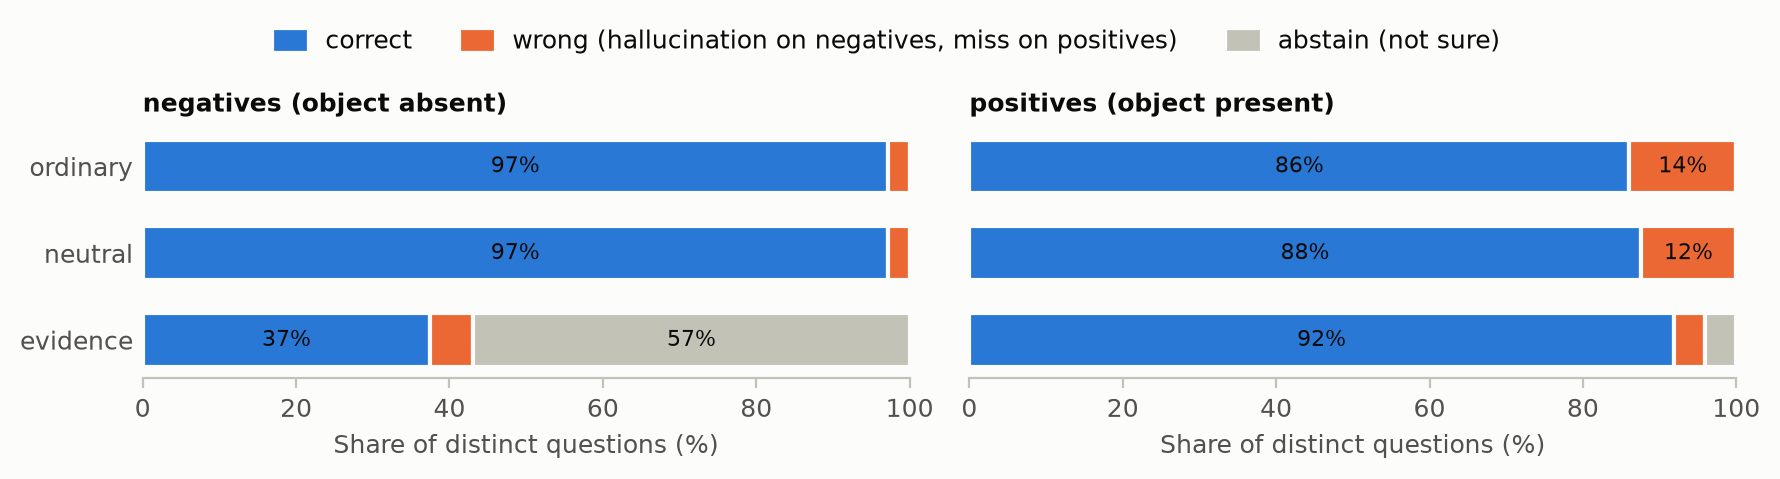 correct
wrong (hallucination on negatives, miss on positives)
abstain (not sure)
negatives (object absent)
positives (object present)
ordinary
97%
86%
14%
neutral
97%
88%
12%
evidence
37%
57%
92%
0 20 40 60 80 100
0 20 40 60 80 100
Share of distinct questions (%)
Share of distinct questions (%)